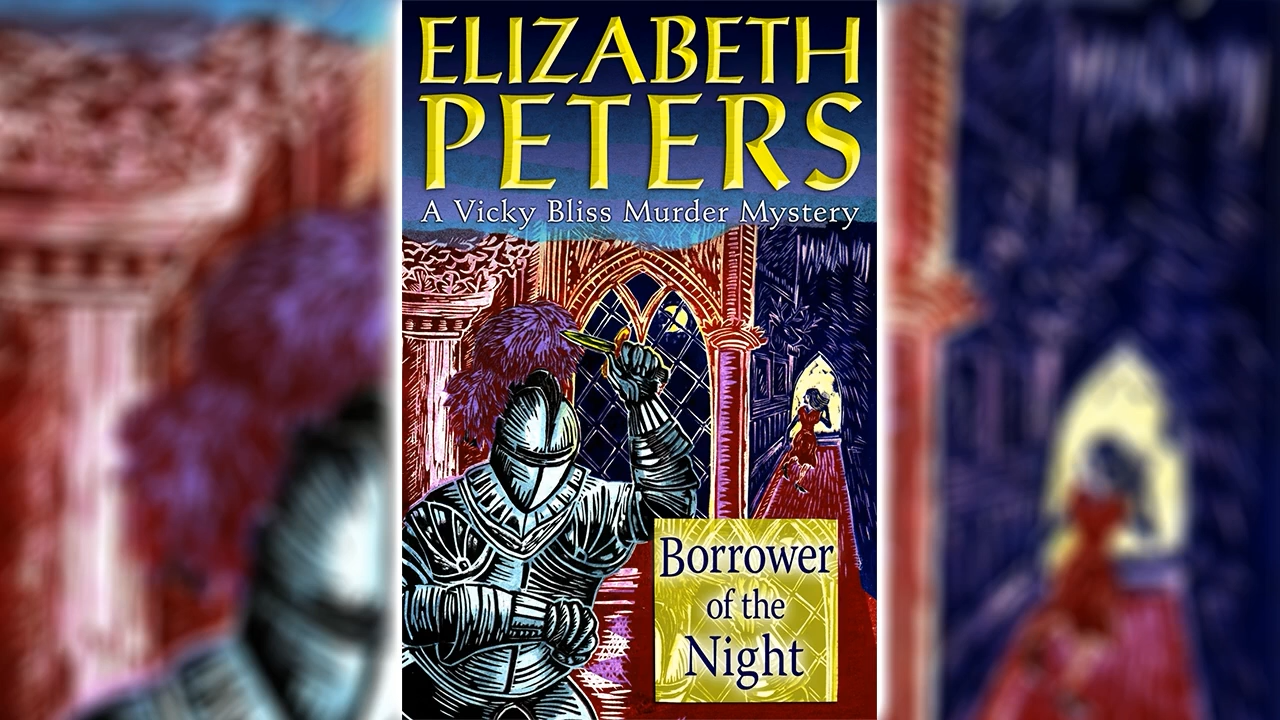 ELIZABETH
PETERS
A Vicky Bliss Murder Mystery
Borrower
of the
Night